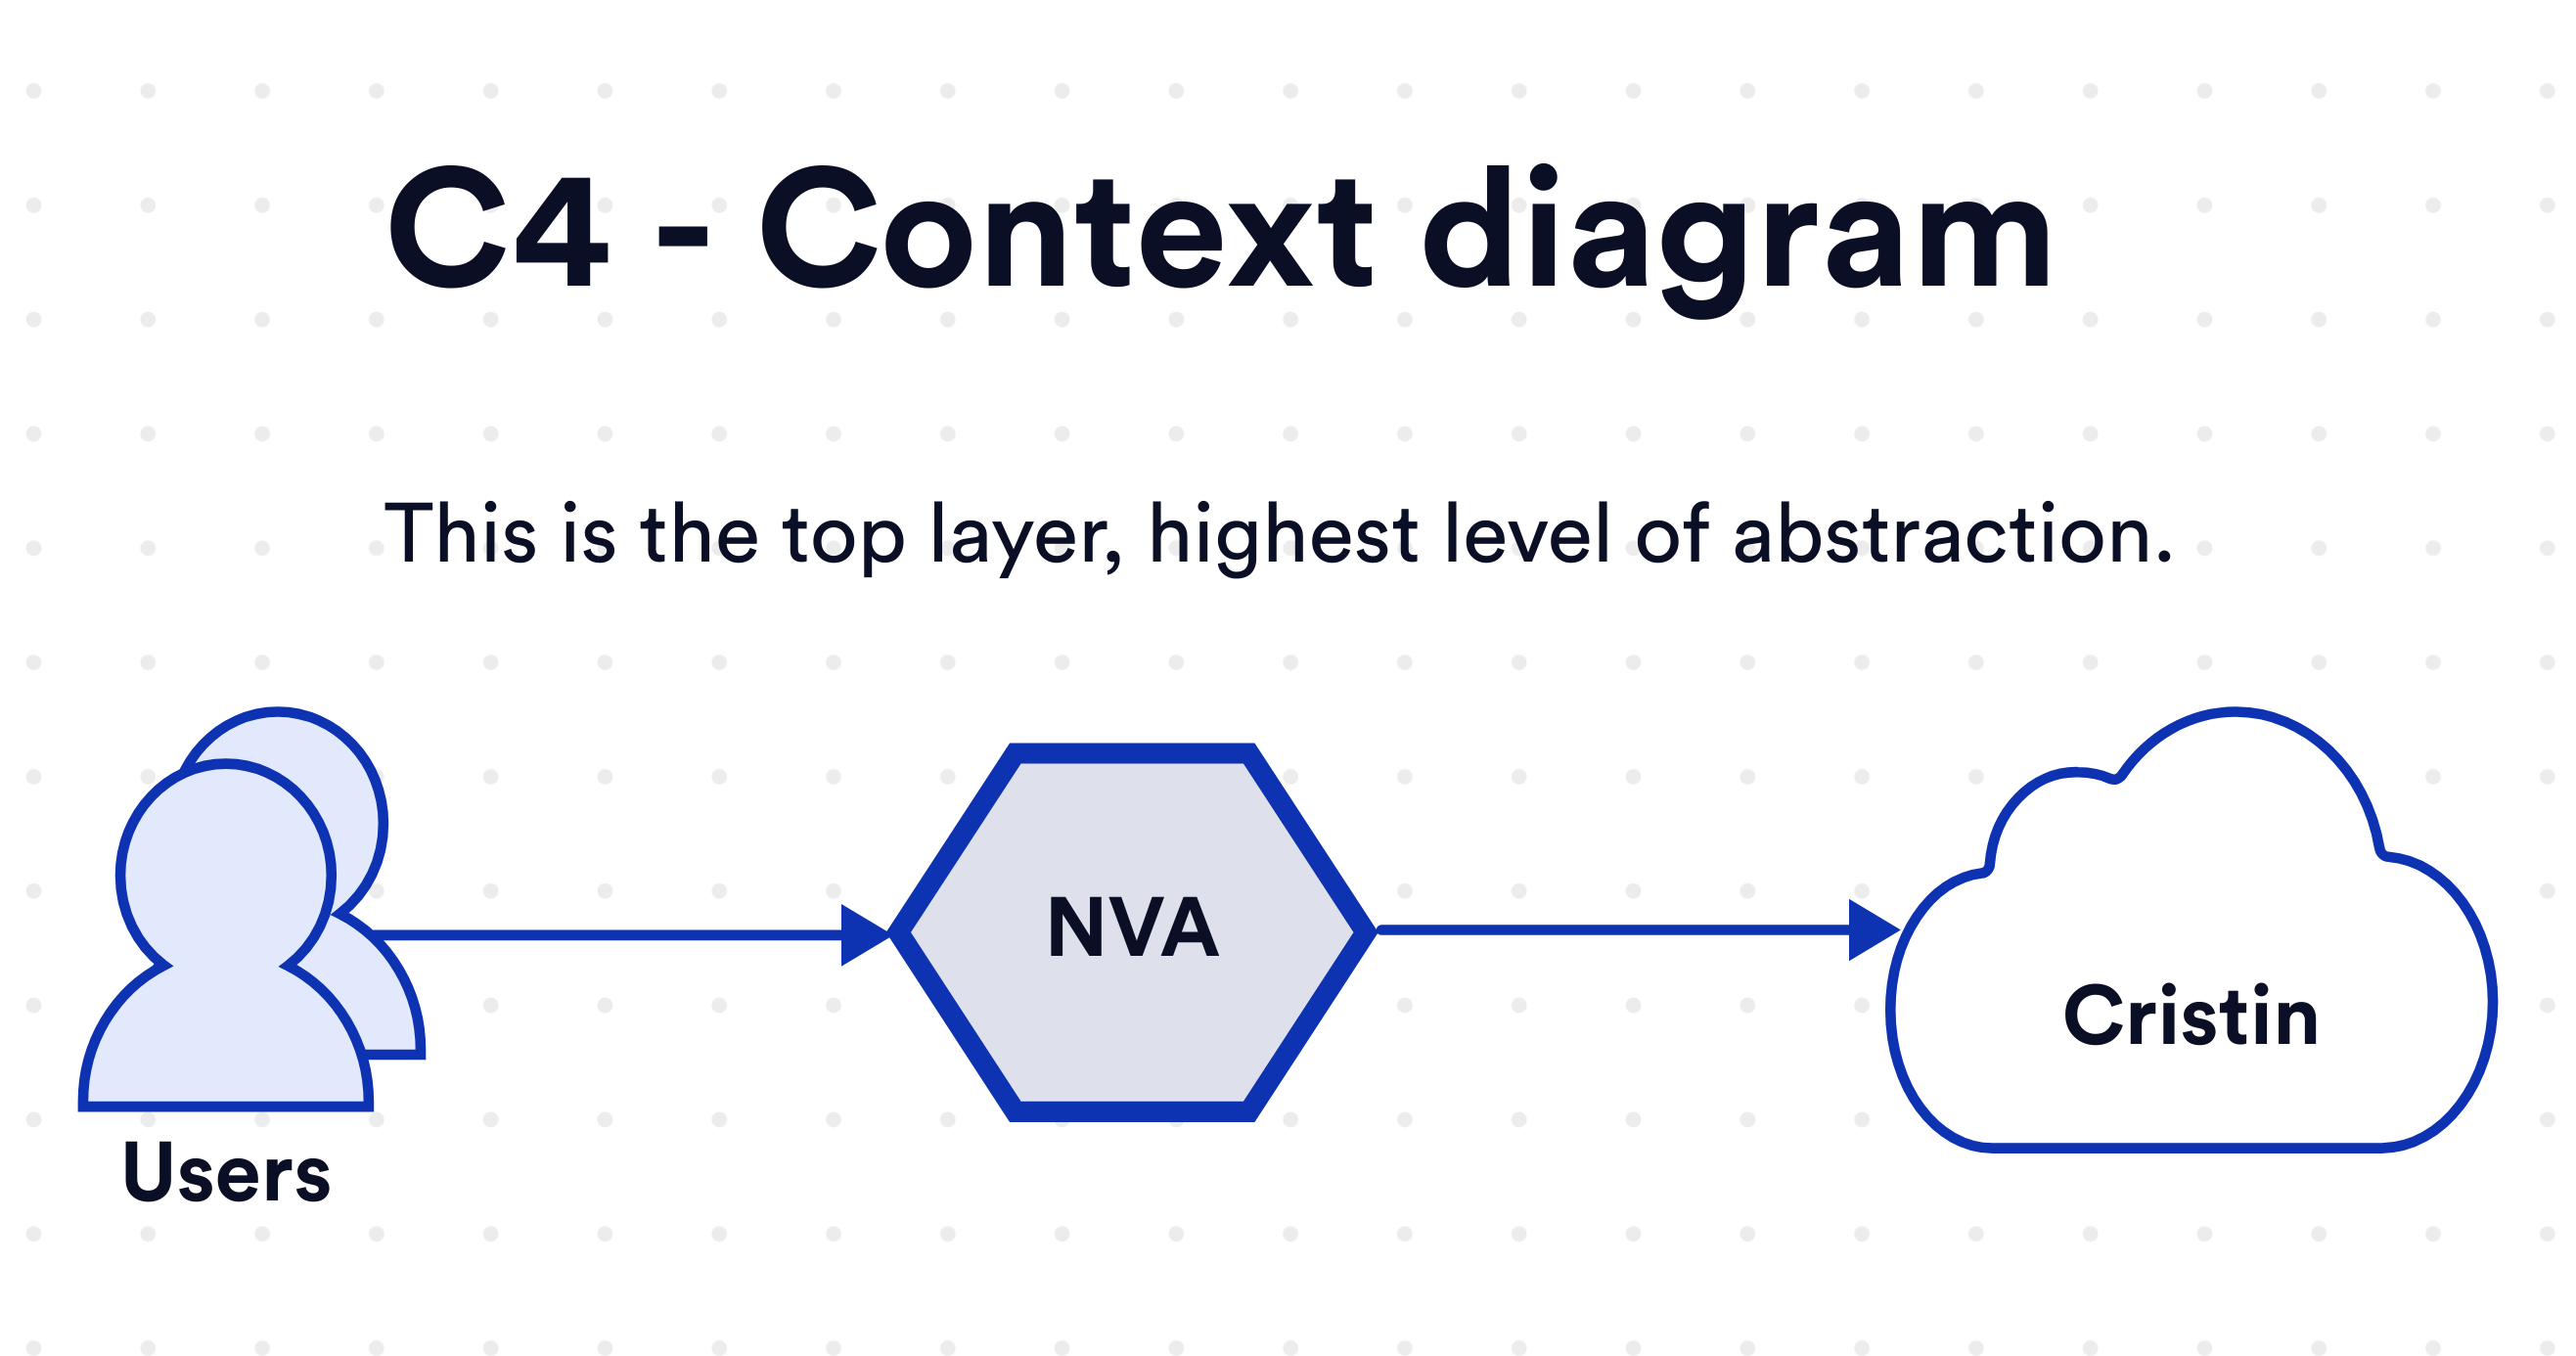 C4 - Context diagram
This is the top layer, highest level of abstraction.
NVA
Cristin
Users